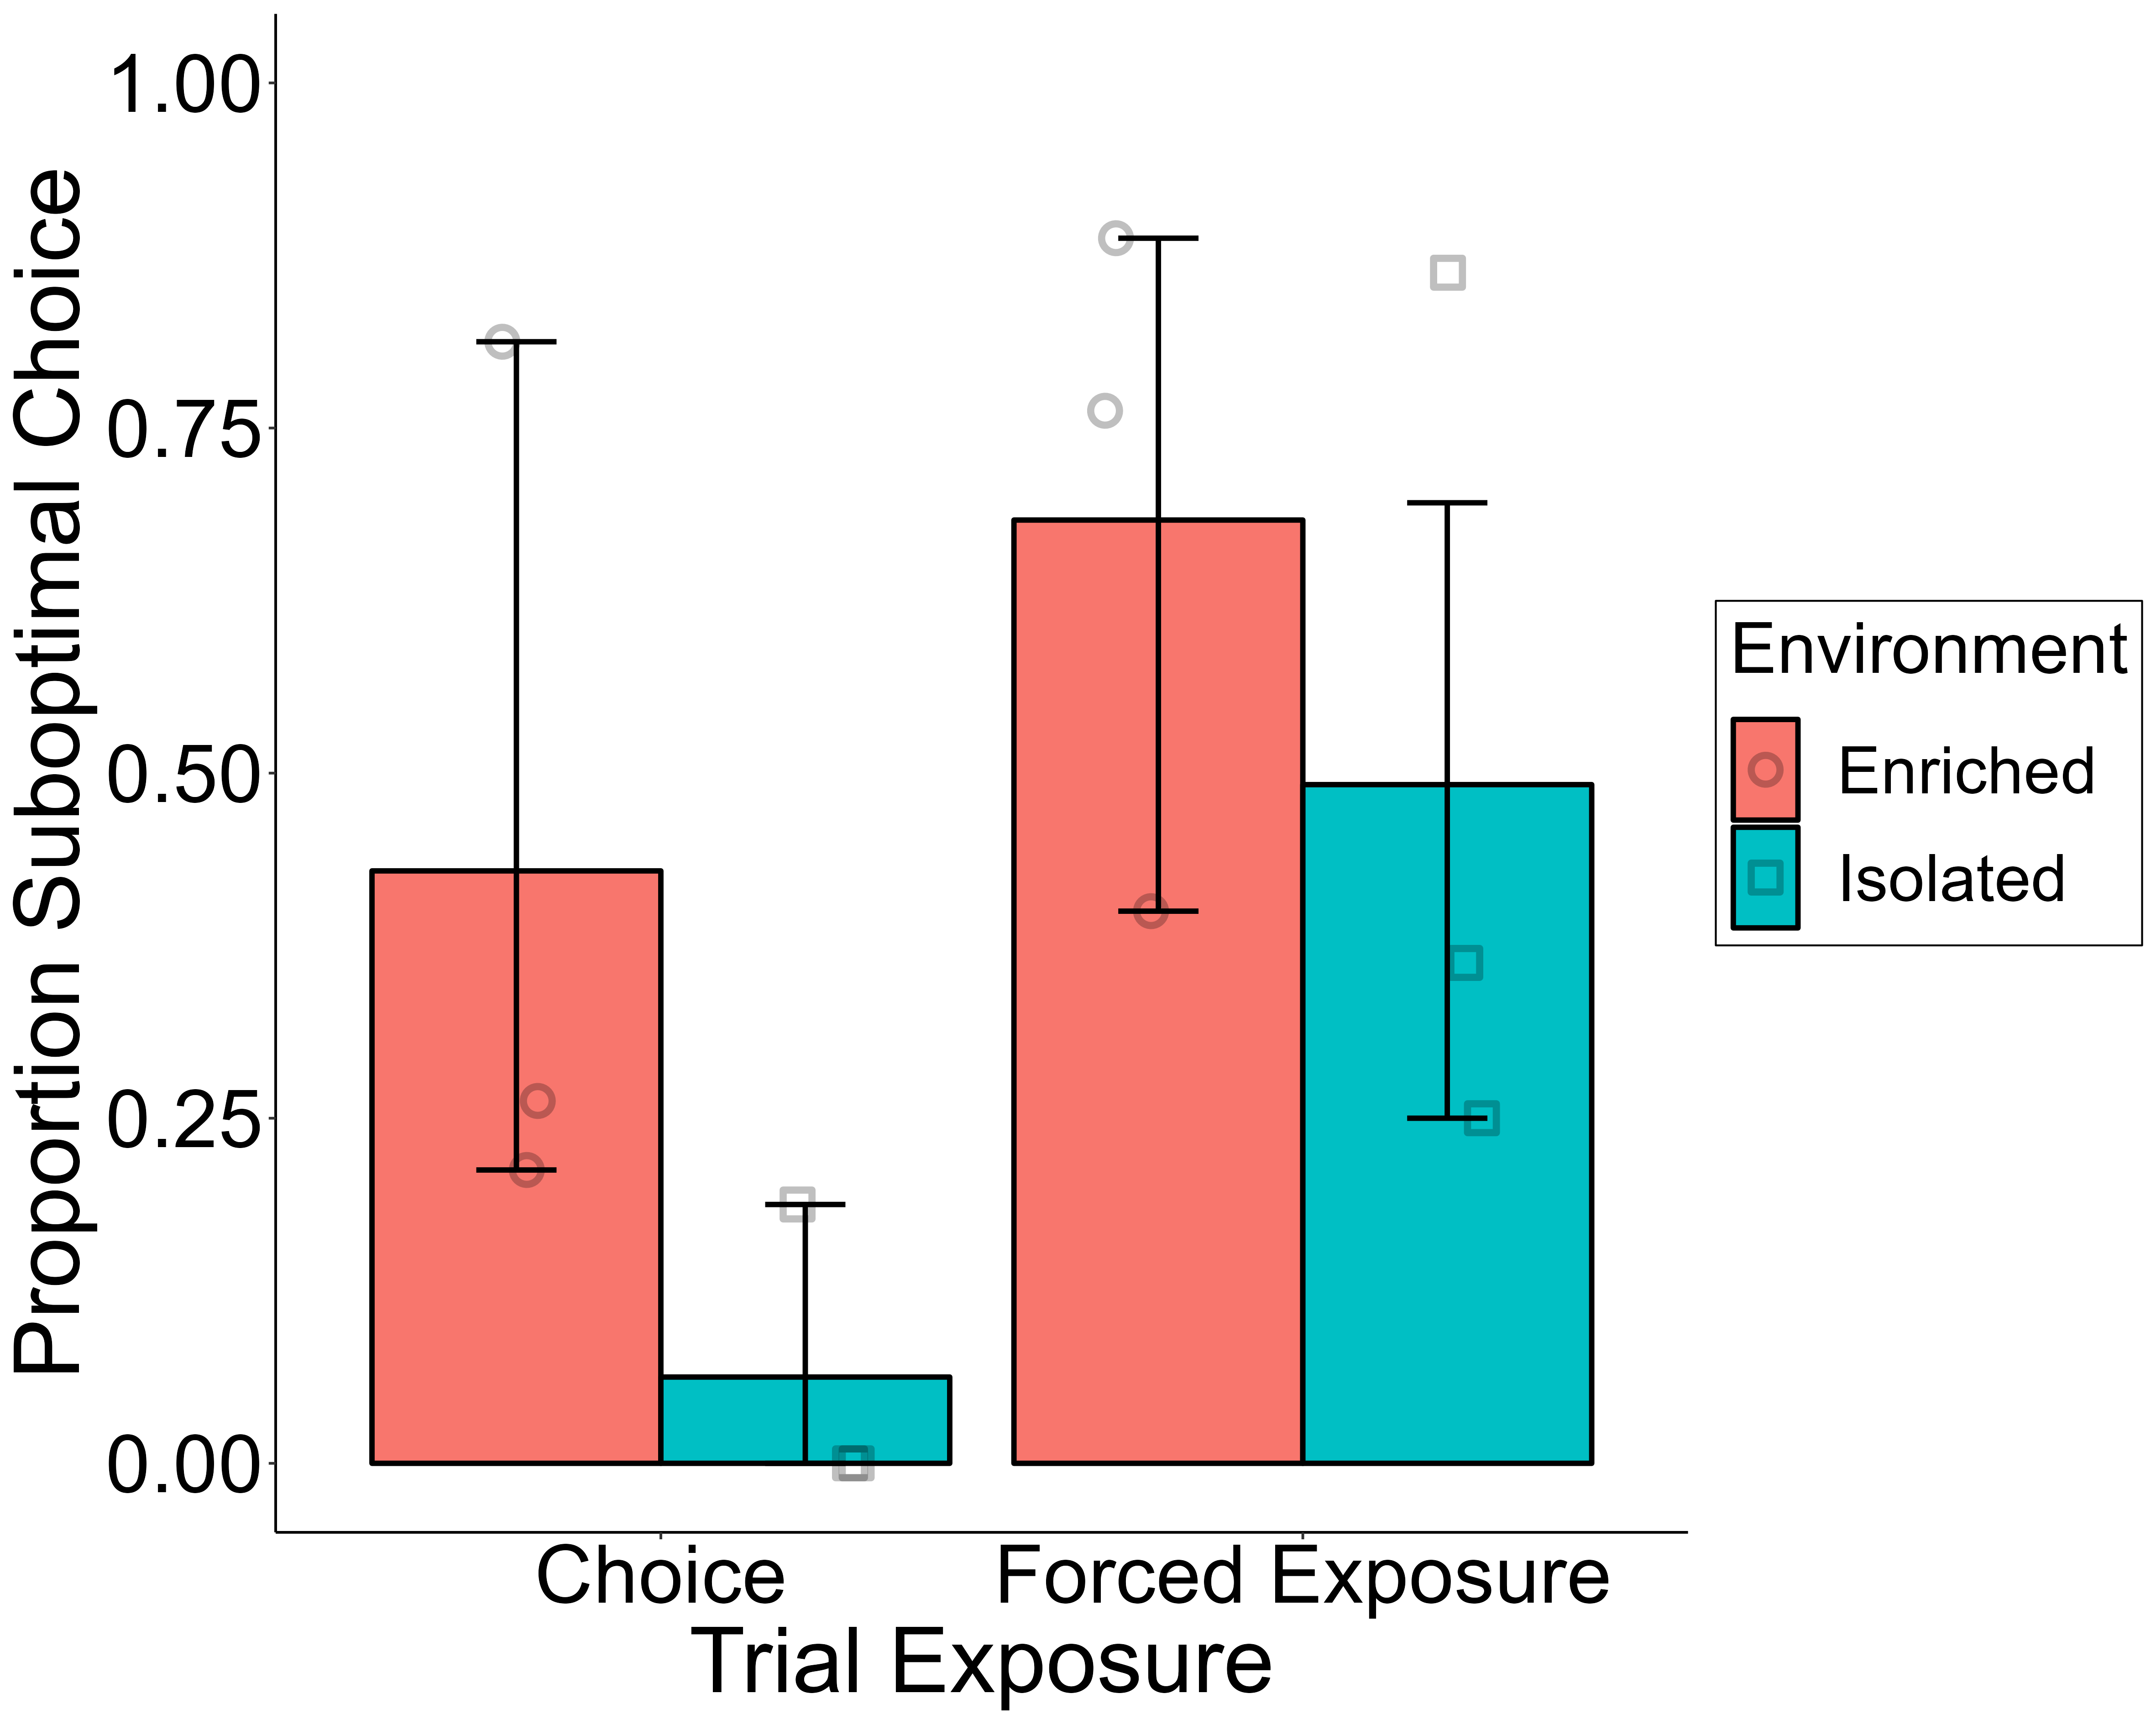 Proportion Suboptimal Choice
1.00
0.75
0.50
0.25
0.00
Choice
Forced Exposure
Trial Exposure
Environment
Enriched
Isolated